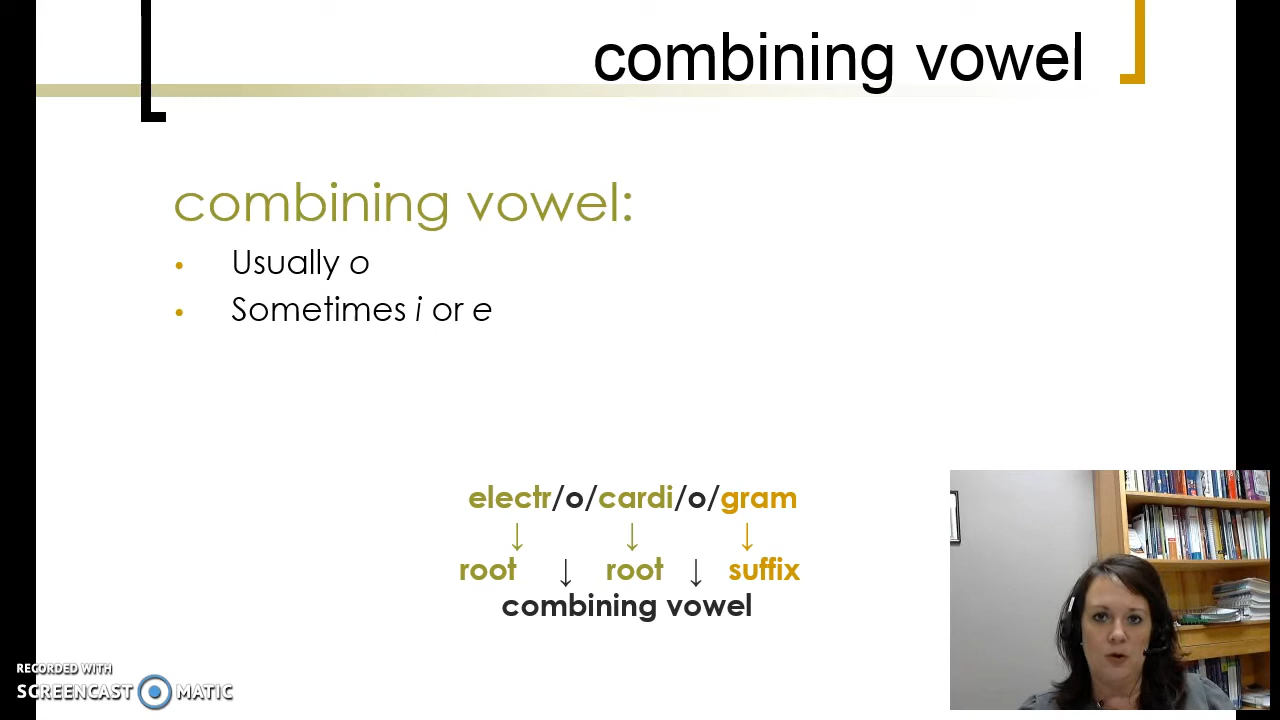 combining vowel
combining vowel:
• Usually o
• Sometimes i or e
electr/o/cardi/o/gram
↓ ↓ ↓
root ↓ root ↓ suffix
combining vowel
RECORDED WITH
SCREENCAST MATIC